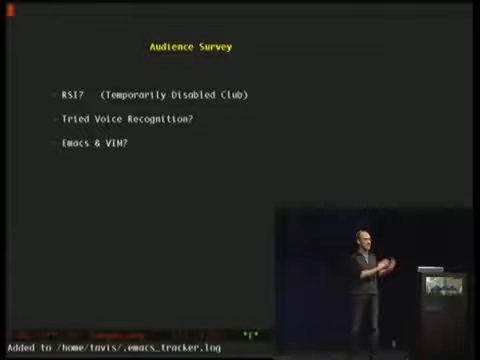 Audience Survey
- RSI? (Temporarily Disabled Club)
- Tried Voice Recognition?
- Emacs & VIM?
Added to /home/tavis/.emacs_tracker.log